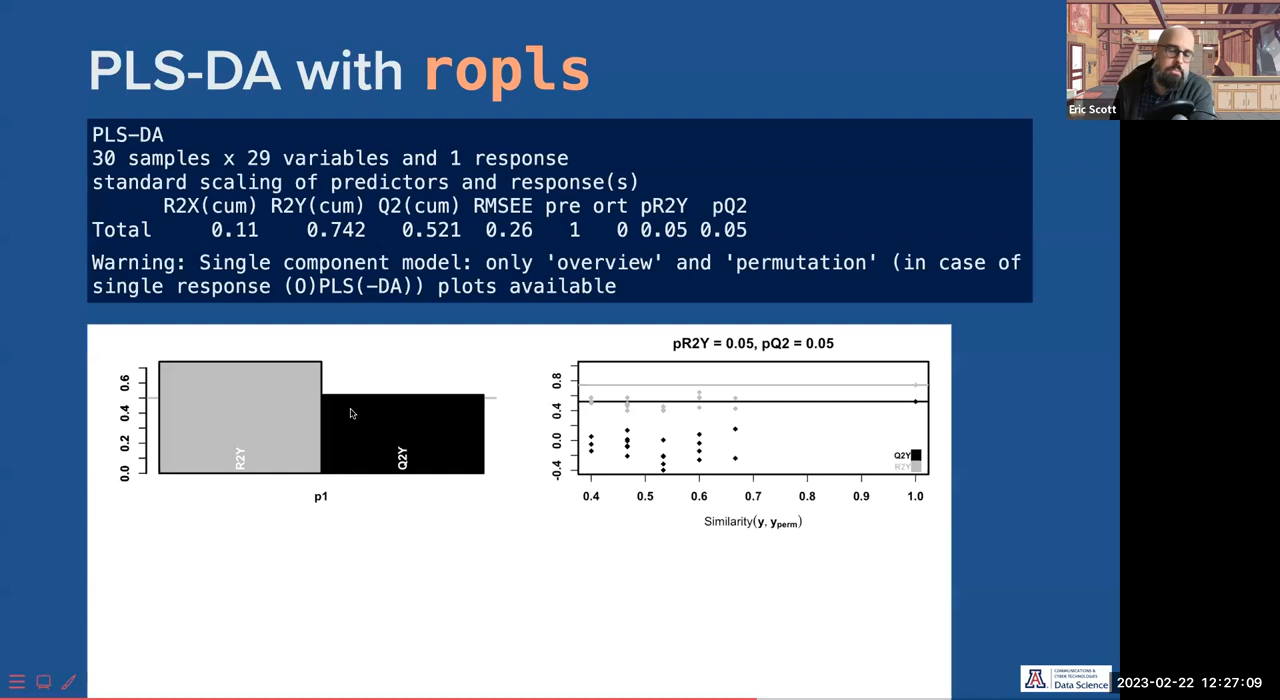 PLS-DA with ropls
Eric Scott
PLS-DA
30 samples x 29 variables and 1 response
standard scaling of predictors and response(s)
R2X(cum) R2Y(cum) Q2(cum) RMSEE pre ort pR2Y pQ2
Total 0.11 0.742 0.521 0.26 1 0 0.05 0.05
Warning: Single component model: only 'overview' and 'permutation' (in case of
single response (O)PLS(-DA)) plots available
0.6
0.4
0.2
0.0
R2Y
Q2Y
p1
pR2Y = 0.05, pQ2 = 0.05
0.8
0.4
0.0
-0.4
Q2Y
R2Y
0.4 0.5 0.6 0.7 0.8 0.9 1.0
Similarity(y, yperm)
COMMUNICATIONS &
CYBER TECHNOLOGIES
Data Science
2023-02-22 12:27:09